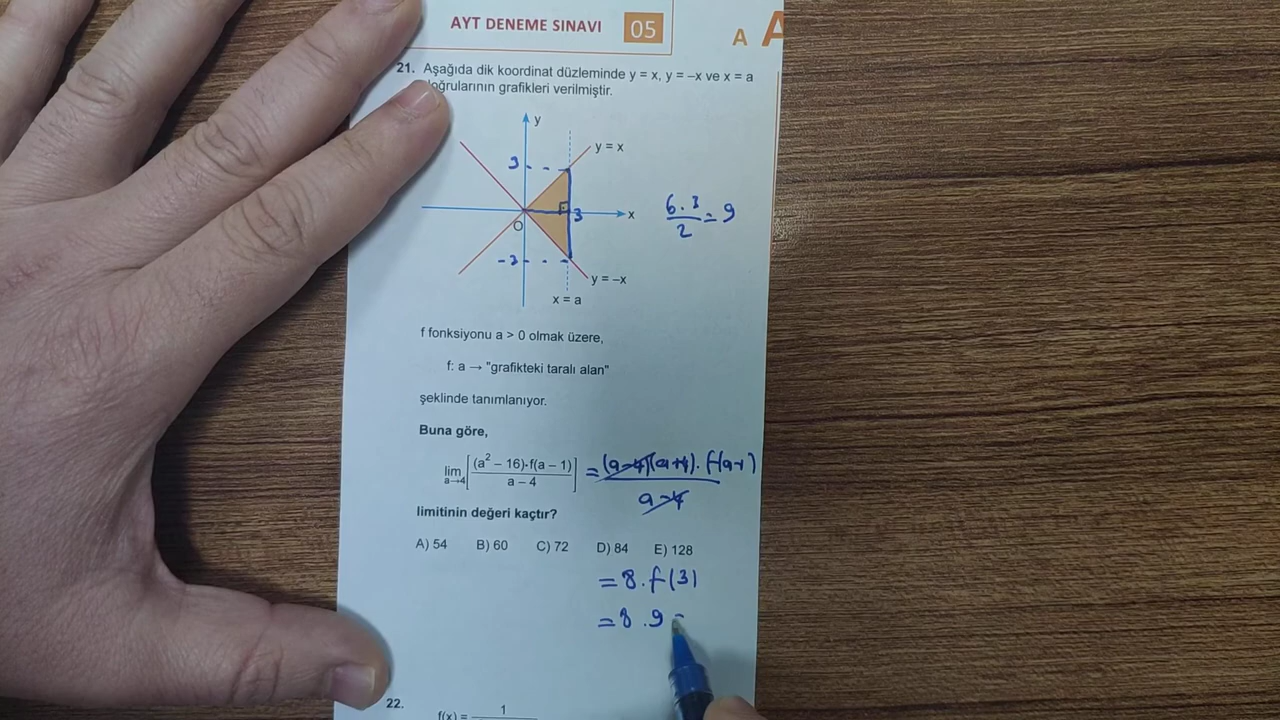 AYT DENEME SINAVI 05 A A
21. Aşağıda dik koordinat düzleminde y = x, y = –x ve x = a
oğrularının grafikleri verilmiştir.
y
y = x
3
x
3
O
-3
y = –x
x = a
6.3/2 = 9
f fonksiyonu a > 0 olmak üzere,
f: a → "grafikteki taralı alan"
şeklinde tanımlanıyor.
Buna göre,
lim a→4 [(a² – 16)·f(a – 1) / a – 4] = (a-4)(a+4).f(a-1) / a-4
limitinin değeri kaçtır?
A) 54 B) 60 C) 72 D) 84 E) 128
= 8.f(3)
= 8.9 =
22.
f(x) = 1